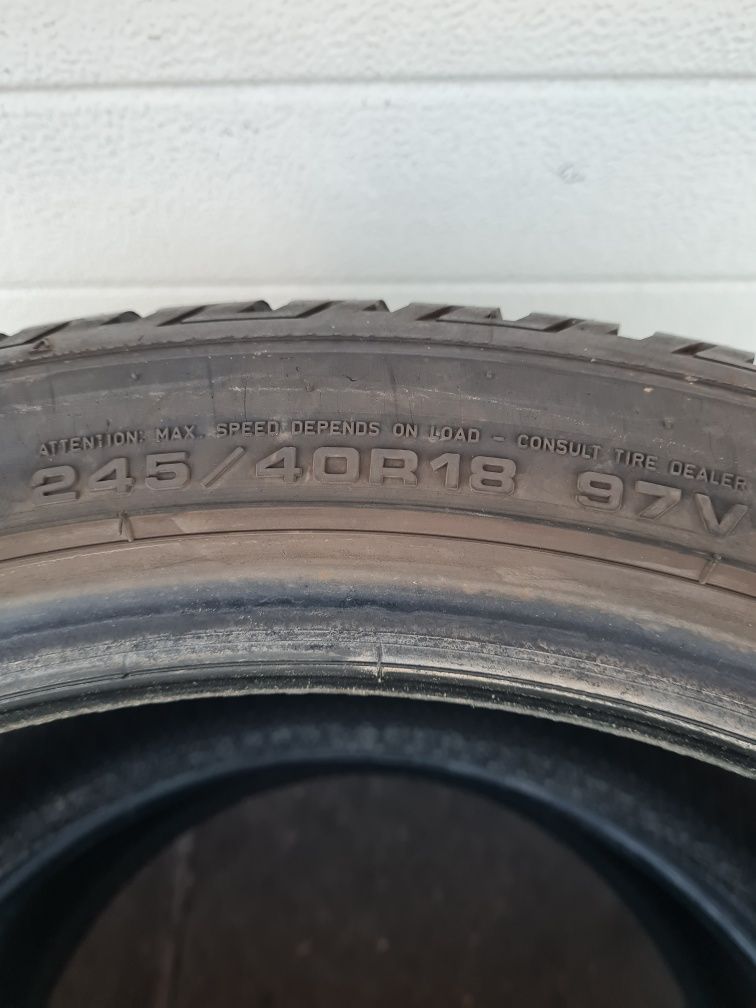 ATTENTION: MAX. SPEED DEPENDS ON LOAD - CONSULT TIRE DEALER
245/40R18 97V